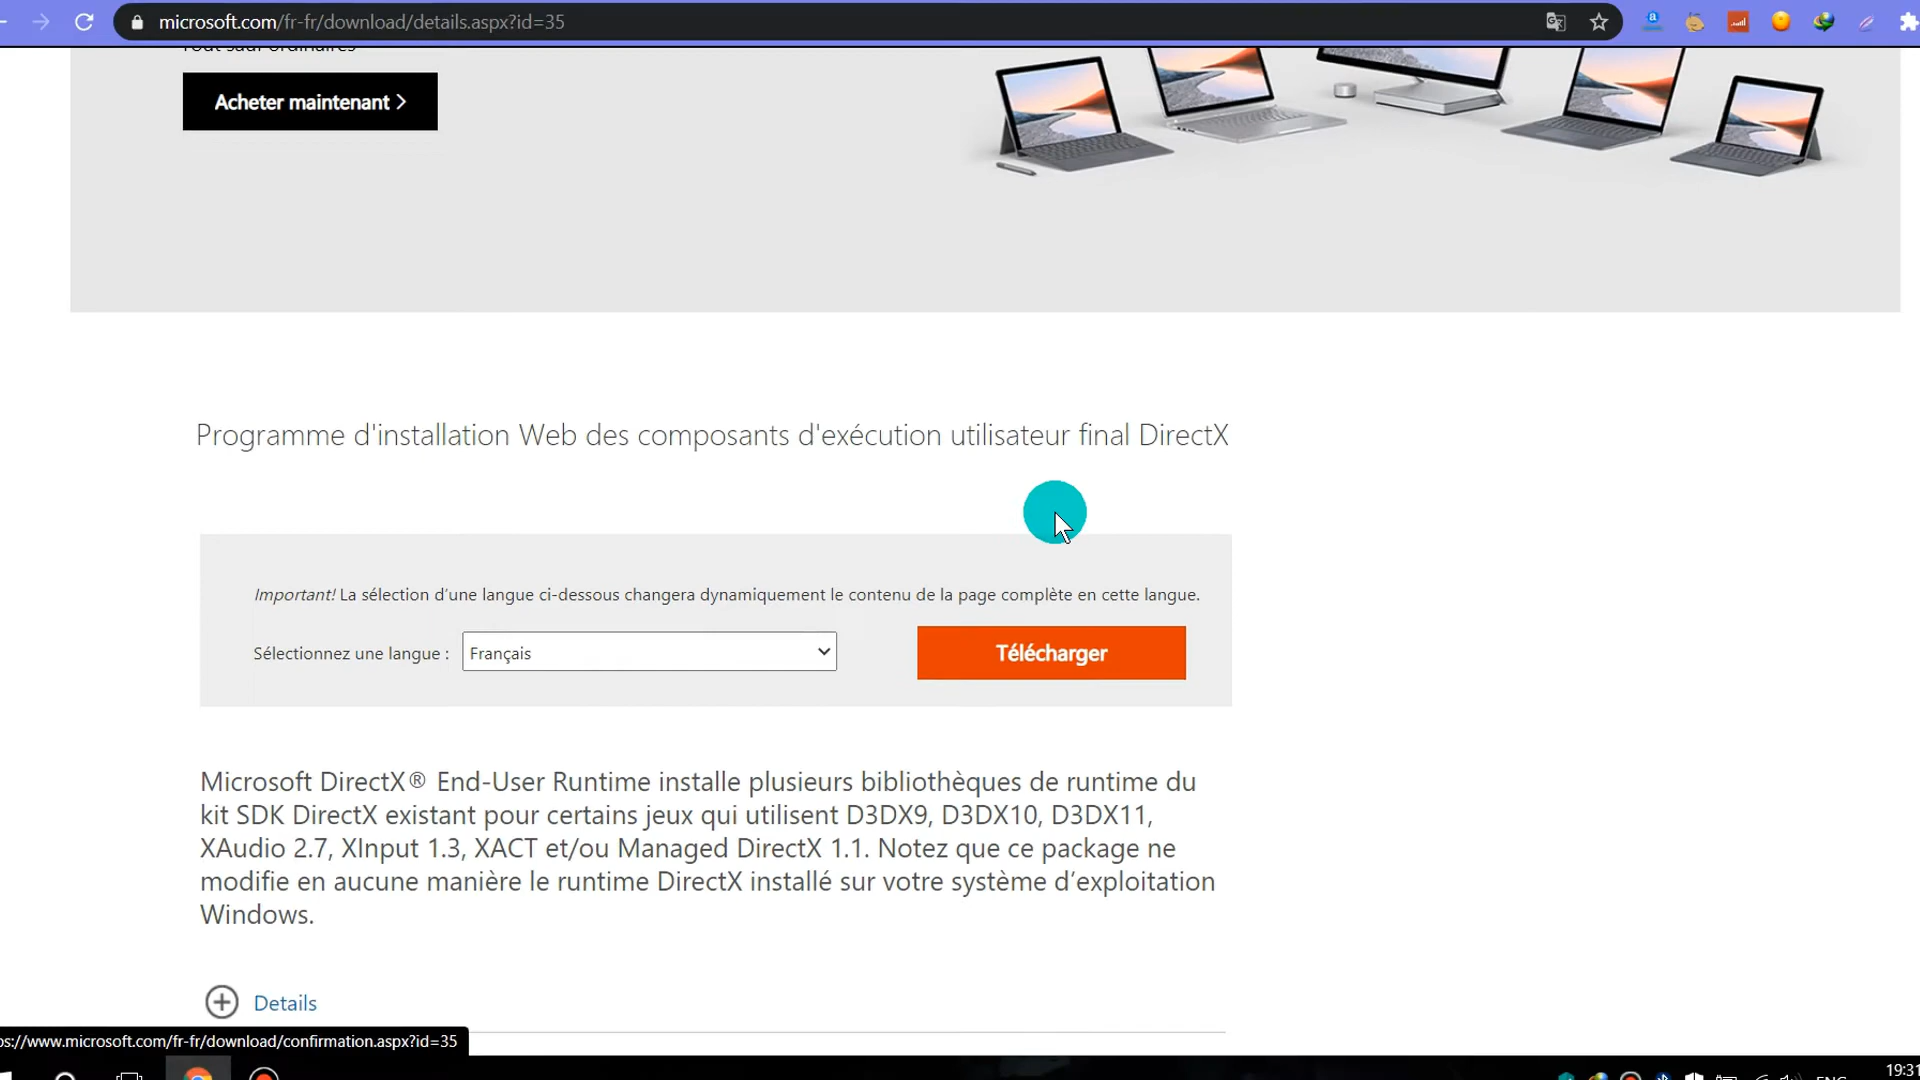 microsoft.com/fr-fr/download/details.aspx?id=35
Tout sauf ordinaires
Acheter maintenant
Programme d'installation Web des composants d'exécution utilisateur final DirectX
Important! La sélection d'une langue ci-dessous changera dynamiquement le contenu de la page complète en cette langue.
Sélectionnez une langue : Français
Télécharger
Microsoft DirectX® End-User Runtime installe plusieurs bibliothèques de runtime du
kit SDK DirectX existant pour certains jeux qui utilisent D3DX9, D3DX10, D3DX11,
XAudio 2.7, XInput 1.3, XACT et/ou Managed DirectX 1.1. Notez que ce package ne
modifie en aucune manière le runtime DirectX installé sur votre système d’exploitation
Windows.
Details
ps://www.microsoft.com/fr-fr/download/confirmation.aspx?id=35
19:31
ENG